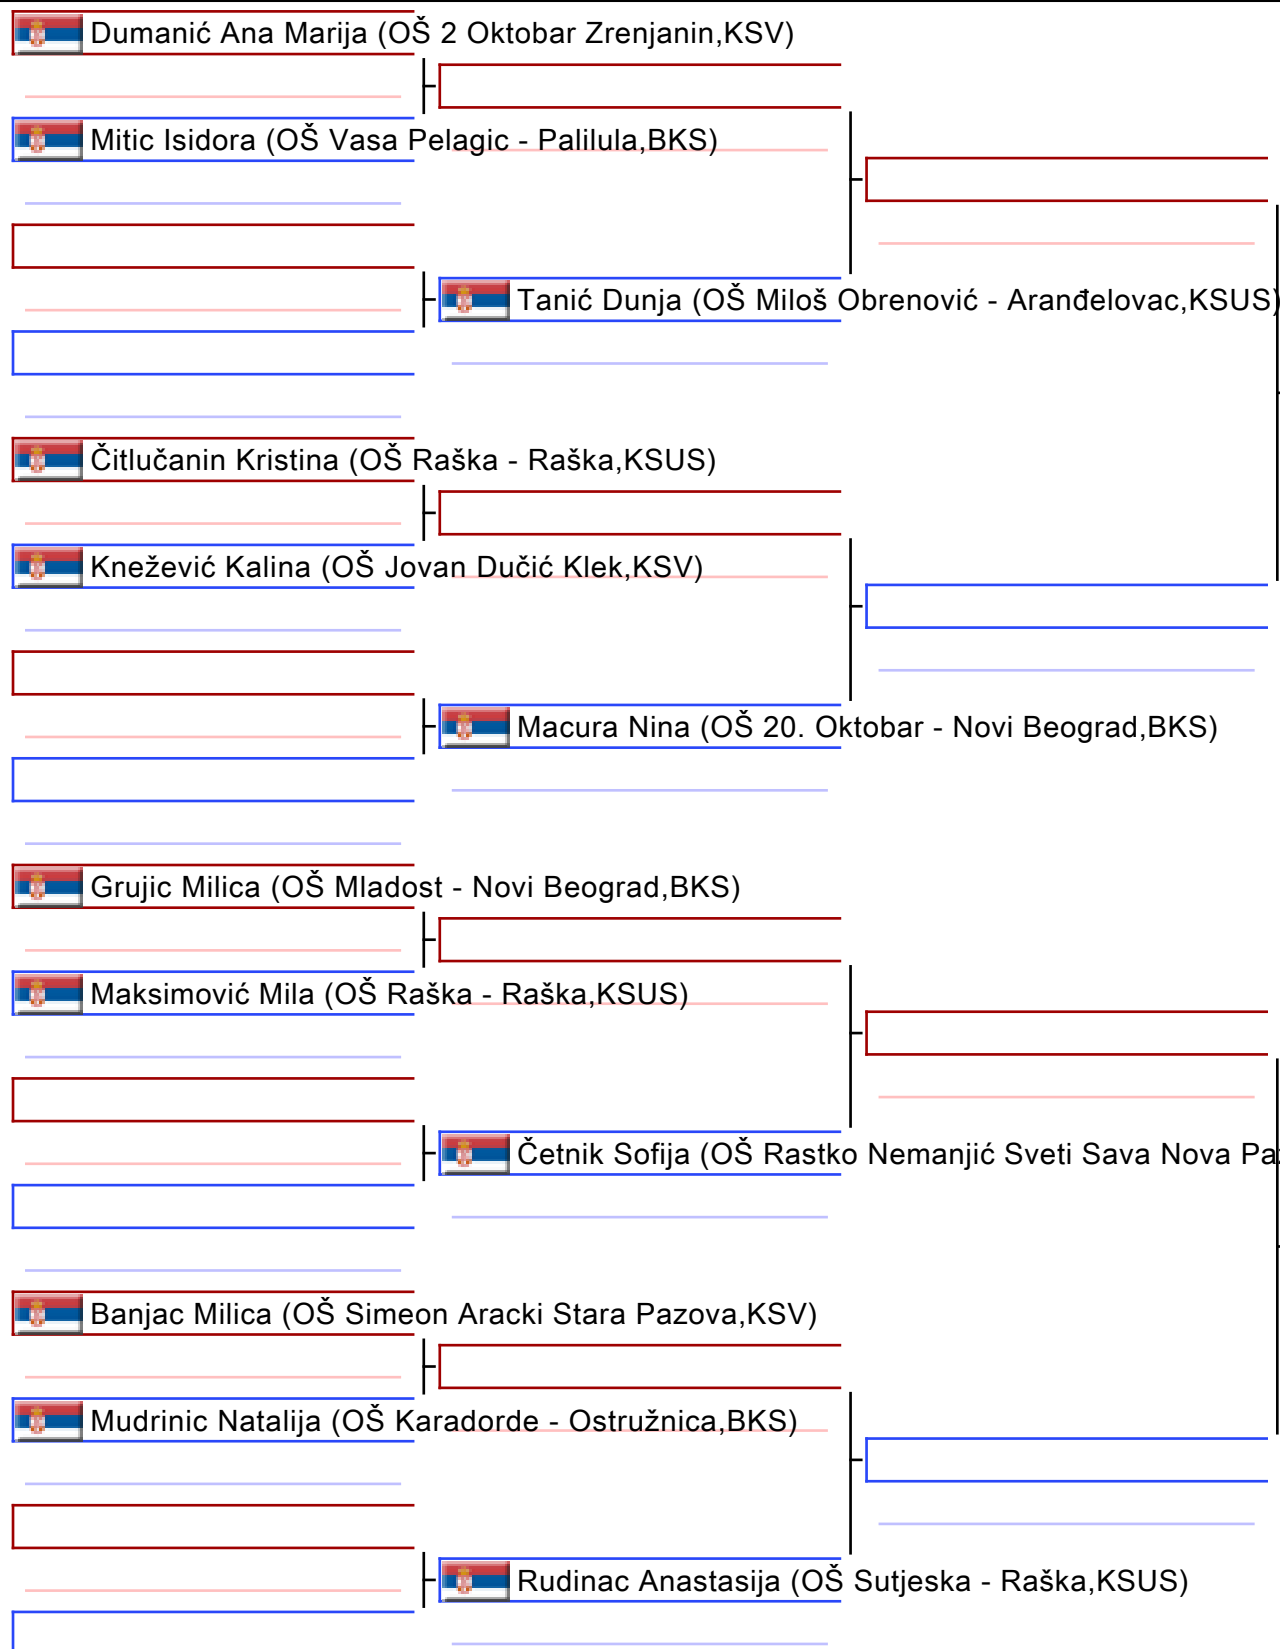 Dumanić Ana Marija (OŠ 2 Oktobar Zrenjanin,KSV)
Mitic Isidora (OŠ Vasa Pelagic - Palilula,BKS)
Tanić Dunja (OŠ Miloš Obrenović - Aranđelovac,KSUS)
Čitlučanin Kristina (OŠ Raška - Raška,KSUS)
Knežević Kalina (OŠ Jovan Dučić Klek,KSV)
Macura Nina (OŠ 20. Oktobar - Novi Beograd,BKS)
Grujic Milica (OŠ Mladost - Novi Beograd,BKS)
Maksimović Mila (OŠ Raška - Raška,KSUS)
Četnik Sofija (OŠ Rastko Nemanjić Sveti Sava Nova
Banjac Milica (OŠ Simeon Aracki Stara Pazova,KSV)
Mudrinic Natalija (OŠ Karadorde - Ostružnica,BKS)
Rudinac Anastasija (OŠ Sutjeska - Raška,KSUS)